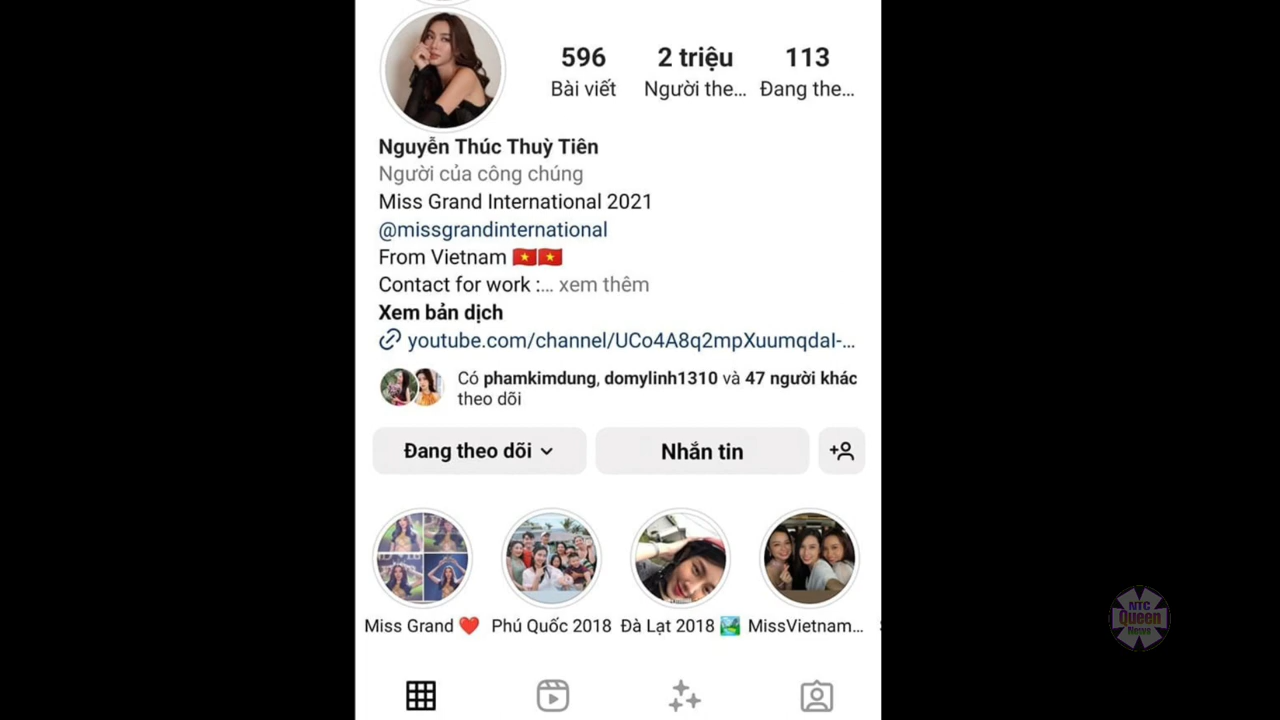 596 2 triệu 113
Bài viết Người the... Đang the...
Nguyễn Thúc Thuỳ Tiên
Người của công chúng
Miss Grand International 2021
@missgrandinternational
From Vietnam 🇻🇳🇻🇳
Contact for work :... xem thêm
Xem bản dịch
youtube.com/channel/UCo4A8q2mpXuumqdaI-...
Có phamkimdung, domylinh1310 và 47 người khác
theo dõi
Đang theo dõi Nhắn tin
Miss Grand ❤️ Phú Quốc 2018 Đà Lạt 2018 🏞️ MissVietnam...
NTC
Queen
News